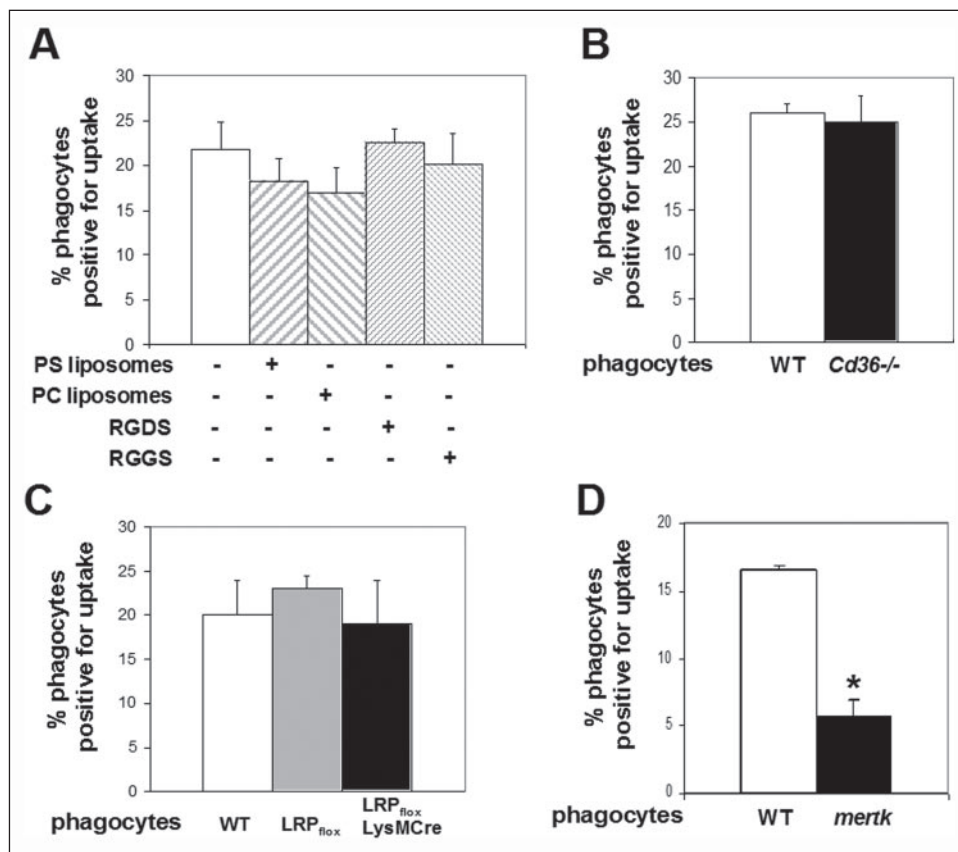 A
% phagocytes
positive for uptake
30
25
20
15
10
5
0
PS liposomes - + - - -
PC liposomes - - + - -
RGDS - - - + -
RGGS - - - - +
B
% phagocytes
positive for uptake
30
25
20
15
10
5
0
phagocytes WT Cd36-/-
C
% phagocytes
positive for uptake
30
25
20
15
10
5
0
phagocytes WT LRPflox LRPflox
LysMCre
D
% phagocytes
positive for uptake
20
15
10
5
0
*
phagocytes WT mertk